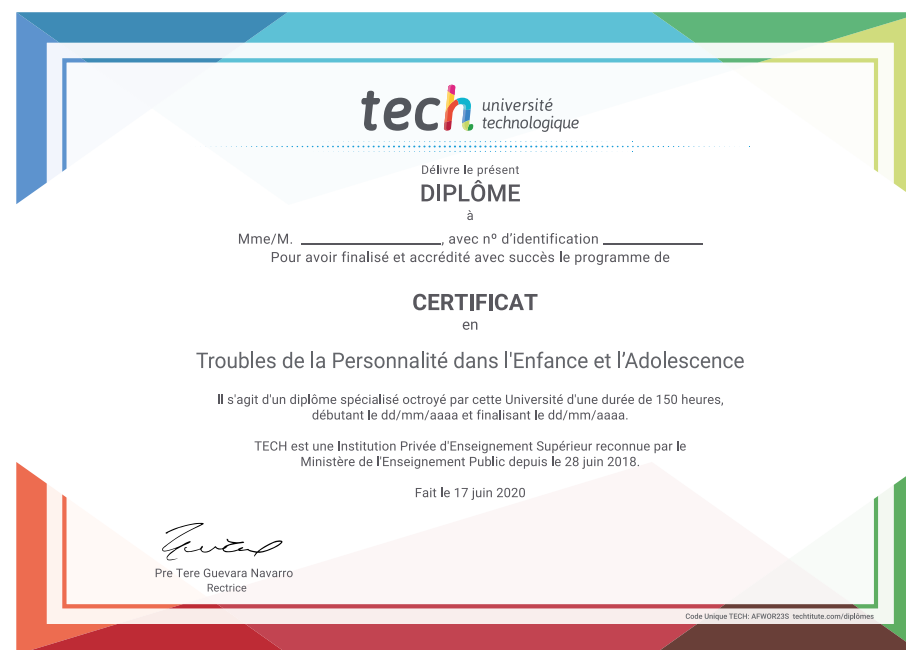 tech université
technologique
Délivre le présent
DIPLÔME
à
Mme/M. ____________________, avec nº d'identification ______________
Pour avoir finalisé et accrédité avec succès le programme de
CERTIFICAT
en
Troubles de la Personnalité dans l'Enfance et l’Adolescence
Il s'agit d'un diplôme spécialisé octroyé par cette Université d'une durée de 150 heures,
débutant le dd/mm/aaaa et finalisant le dd/mm/aaaa.
TECH est une Institution Privée d'Enseignement Supérieur reconnue par le
Ministère de l'Enseignement Public depuis le 28 juin 2018.
Fait le 17 juin 2020
Pre Tere Guevara Navarro
Rectrice
Code Unique TECH: AFWOR23S techtitute.com/diplômes